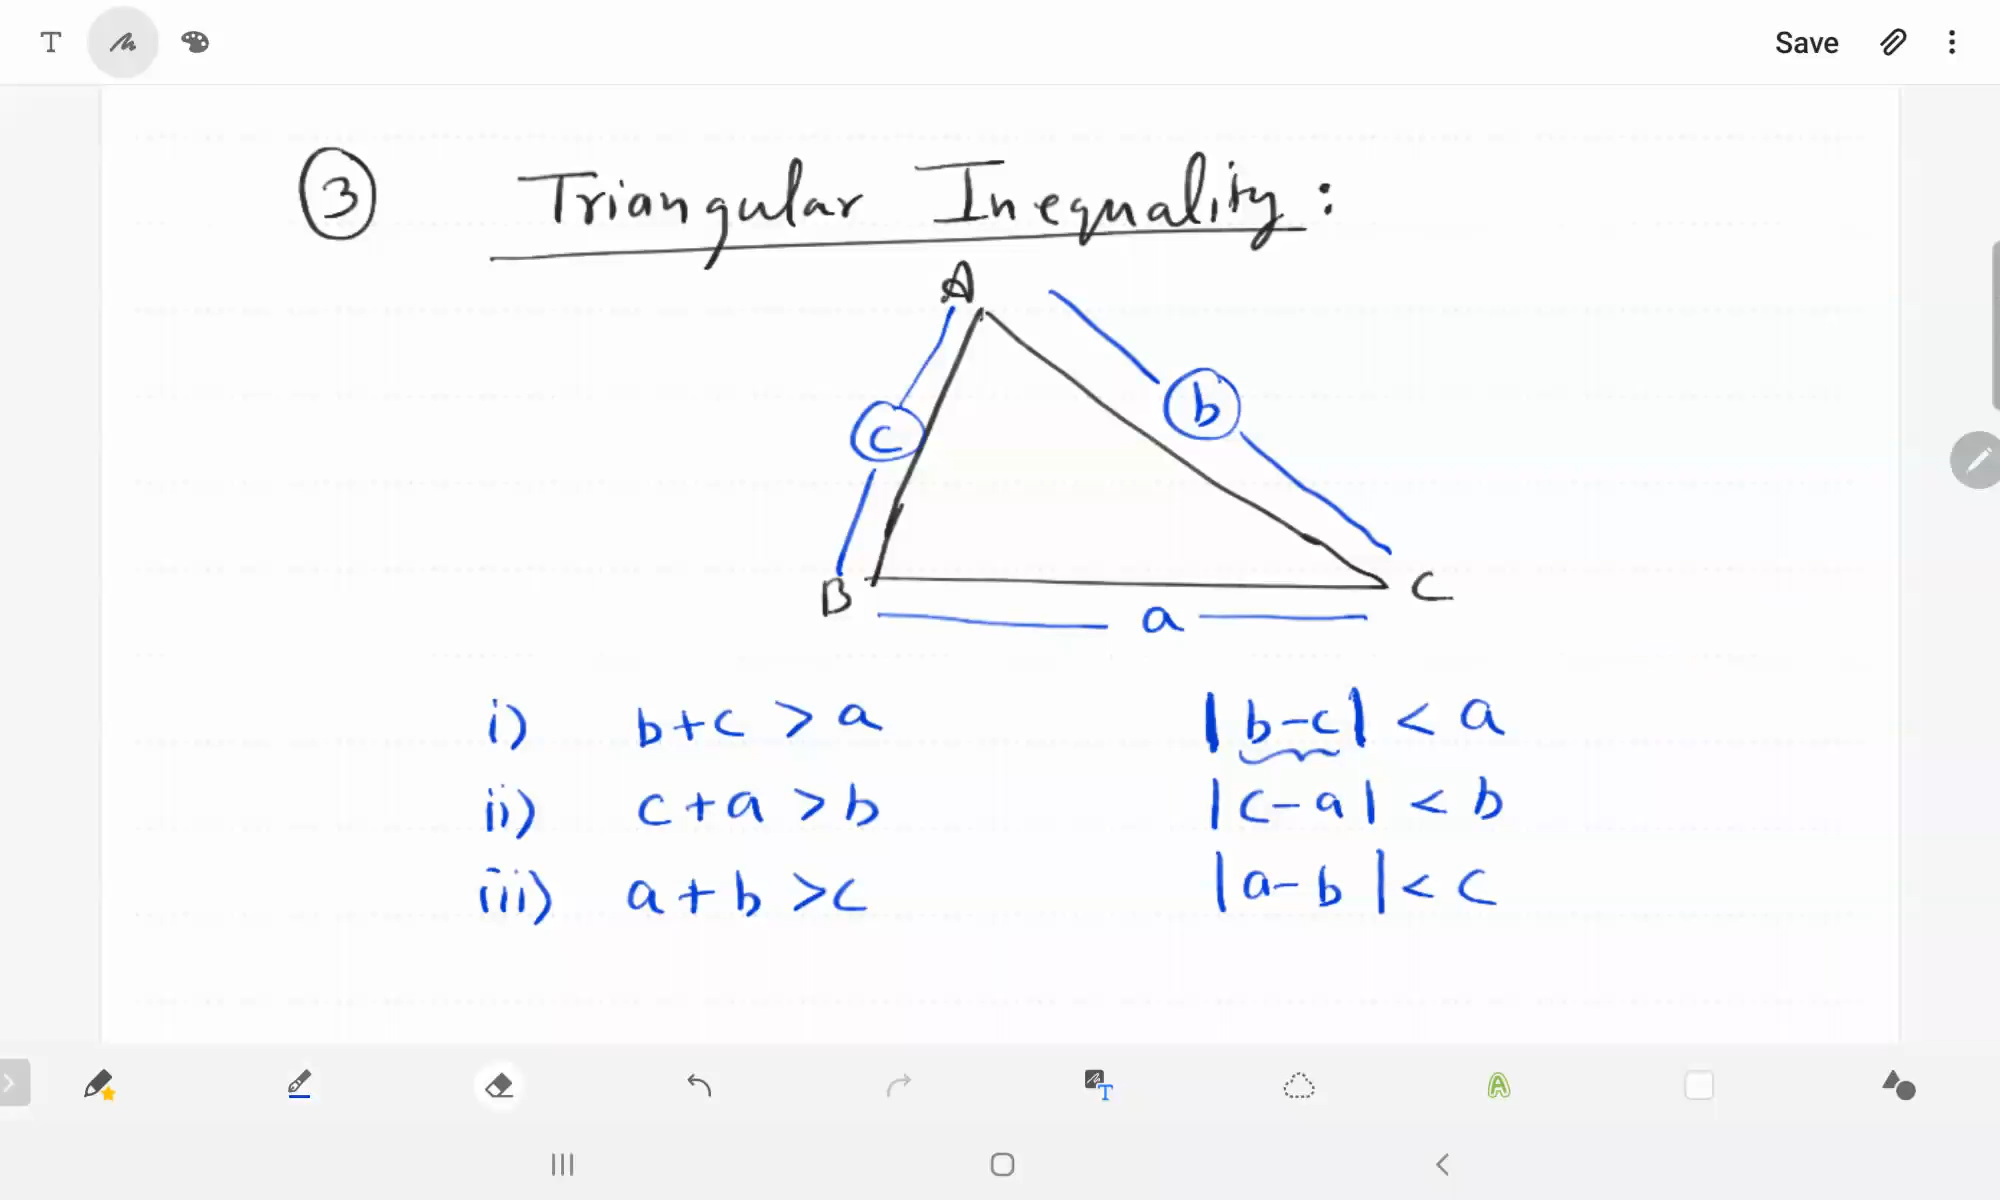 T Save
③ Triangular Inequality:
A
b
c
B C
a
i) b+c > a |b-c| < a
ii) c+a > b |c-a| < b
iii) a+b > c |a-b| < c
T A